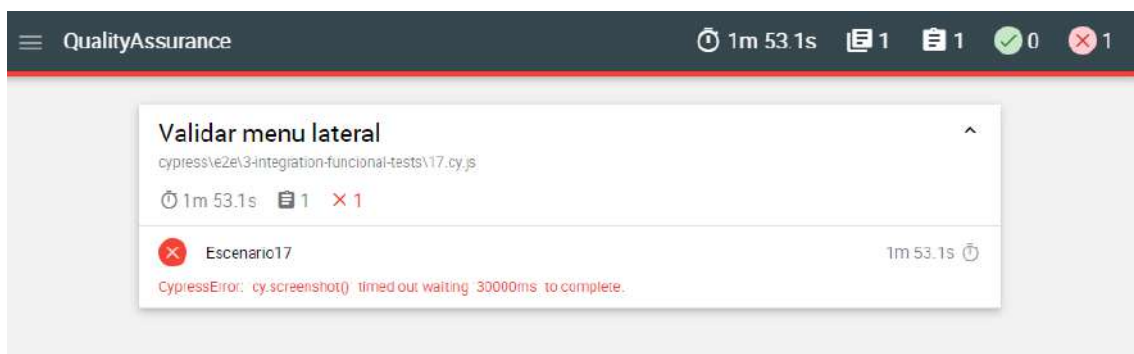 QualityAssurance 1m 53.1s 1 1 0 1
Validar menu lateral
cypress\e2e\3-integration-funcional-tests\17.cy.js
1m 53.1s 1 1
Escenario17 1m 53.1s
CypressError: cy.screenshot() timed out waiting 30000ms to complete.